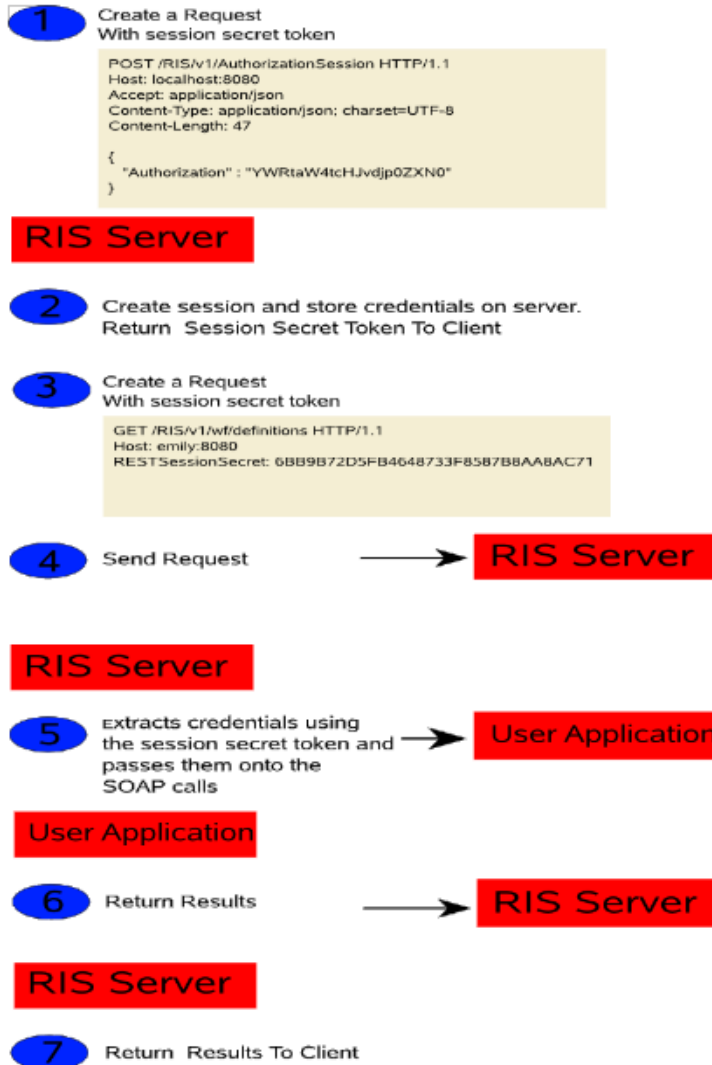 1
Create a Request
With session secret token
POST /RIS/v1/AuthorizationSession HTTP/1.1
Host: localhost:8080
Accept: application/json
Content-Type: application/json; charset=UTF-8
Content-Length: 47
{
"Authorization" : "YWRtaW4tcHJvdjp0ZXN0"
}
RIS Server
2
Create session and store credentials on server.
Return Session Secret Token To Client
3
Create a Request
With session secret token
GET /RIS/v1/wf/definitions HTTP/1.1
Host: emily:8080
RESTSessionSecret: 6BB9B72D5FB4648733F8587B8AA8AC71
4
Send Request
RIS Server
RIS Server
5
Extracts credentials using
the session secret token and
passes them onto the
SOAP calls
User Application
User Application
6
Return Results
RIS Server
RIS Server
7
Return Results To Client